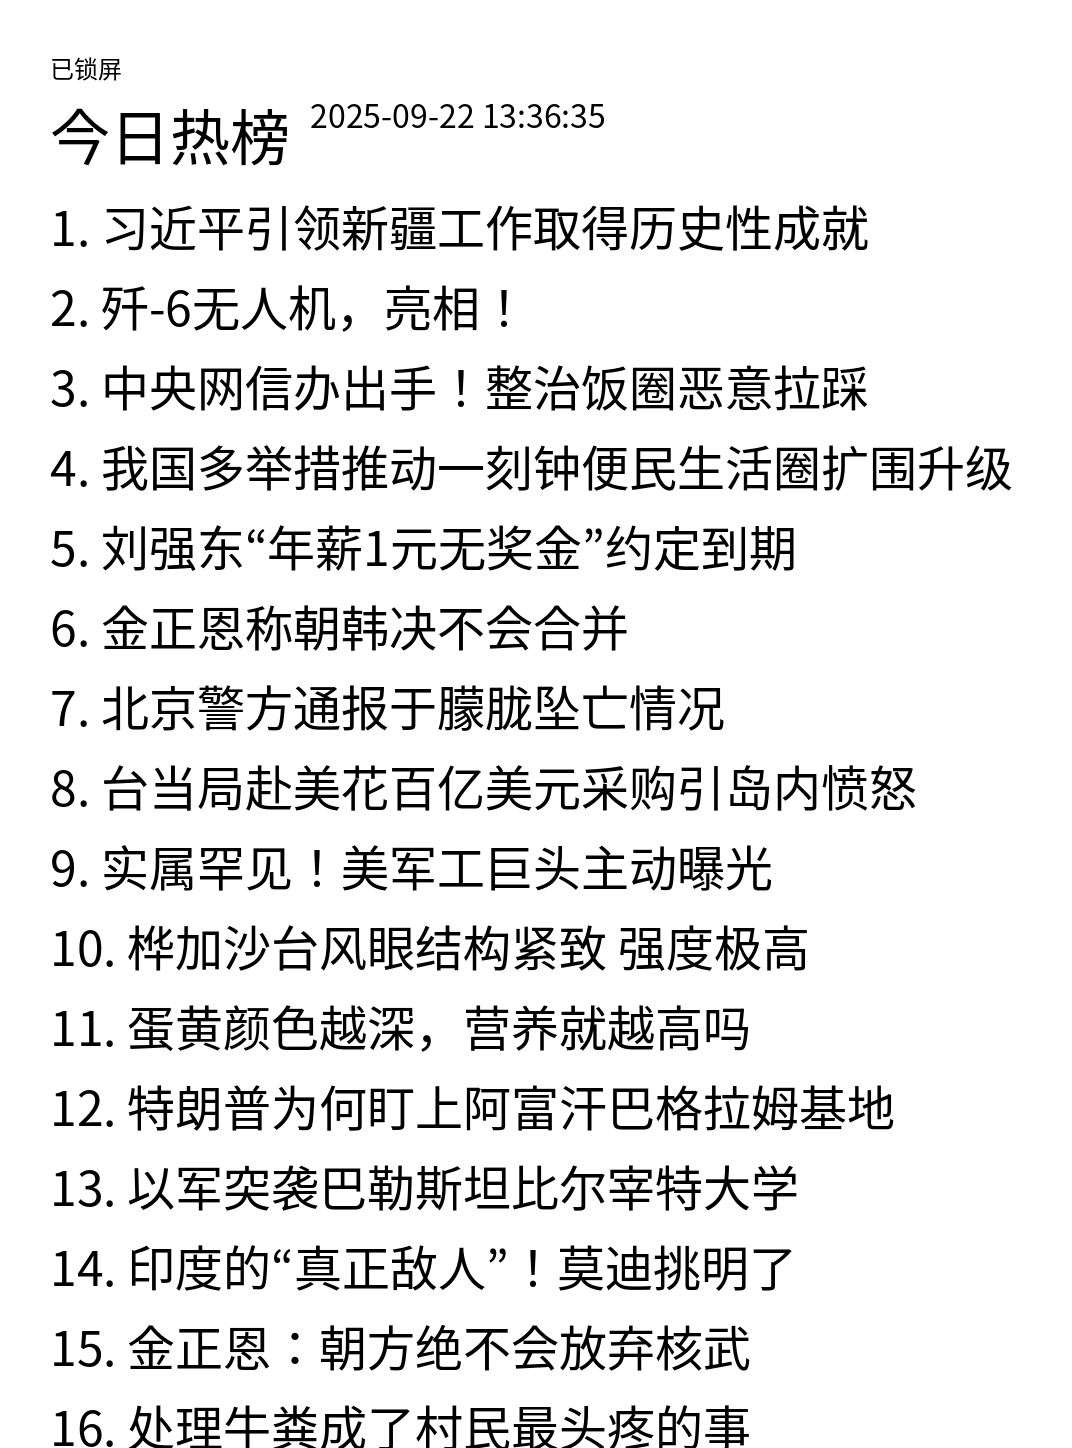 已锁屏
今日热榜 2025-09-22 13:36:35
1. 习近平引领新疆工作取得历史性成就
2. 歼-6无人机，亮相！
3. 中央网信办出手！整治饭圈恶意拉踩
4. 我国多举措推动一刻钟便民生活圈扩围升级
5. 刘强东“年薪1元无奖金”约定到期
6. 金正恩称朝韩决不会合并
7. 北京警方通报于朦胧坠亡情况
8. 台当局赴美花百亿美元采购引岛内愤怒
9. 实属罕见！美军工巨头主动曝光
10. 桦加沙台风眼结构紧致 强度极高
11. 蛋黄颜色越深，营养就越高吗
12. 特朗普为何盯上阿富汗巴格拉姆基地
13. 以军突袭巴勒斯坦比尔宰特大学
14. 印度的“真正敌人”！莫迪挑明了
15. 金正恩：朝方绝不会放弃核武
16. 处理牛粪成了村民最头疼的事